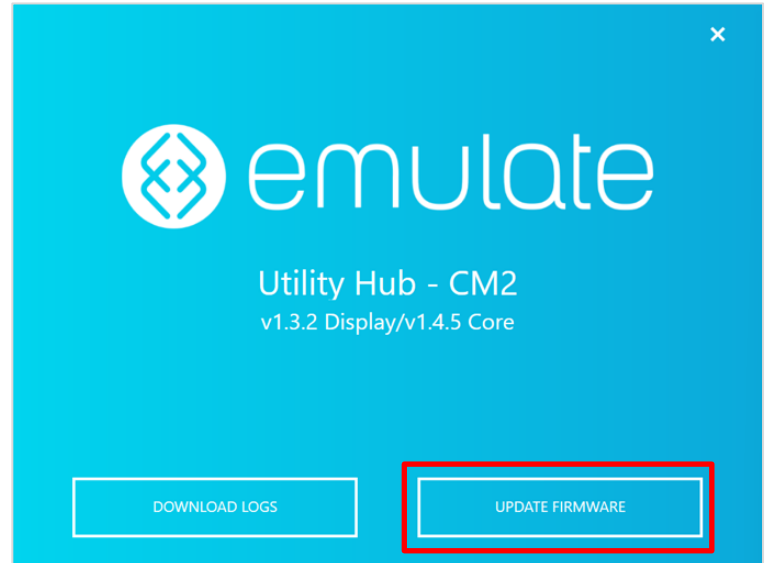 emulate
Utility Hub - CM2
v1.3.2 Display/v1.4.5 Core
DOWNLOAD LOGS
UPDATE FIRMWARE